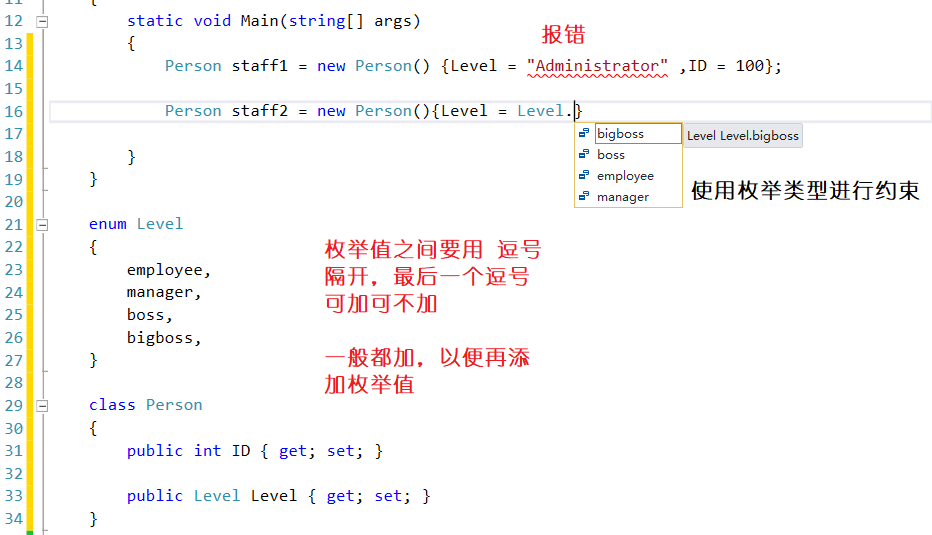 11 {
12 static void Main(string[] args)
13 {
报错
14 Person staff1 = new Person() {Level = "Administrator" ,ID = 100};
15
16 Person staff2 = new Person(){Level = Level.}
bigboss
Level Level.bigboss
boss
employee
manager
使用枚举类型进行约束
17
18 }
19 }
20
21 enum Level
22 {
23 employee,
24 manager,
25 boss,
26 bigboss,
27 }
枚举值之间要用 逗号
隔开，最后一个逗号
可加可不加
一般都加，以便再添
加枚举值
28
29 class Person
30 {
31 public int ID { get; set; }
32
33 public Level Level { get; set; }
34 }